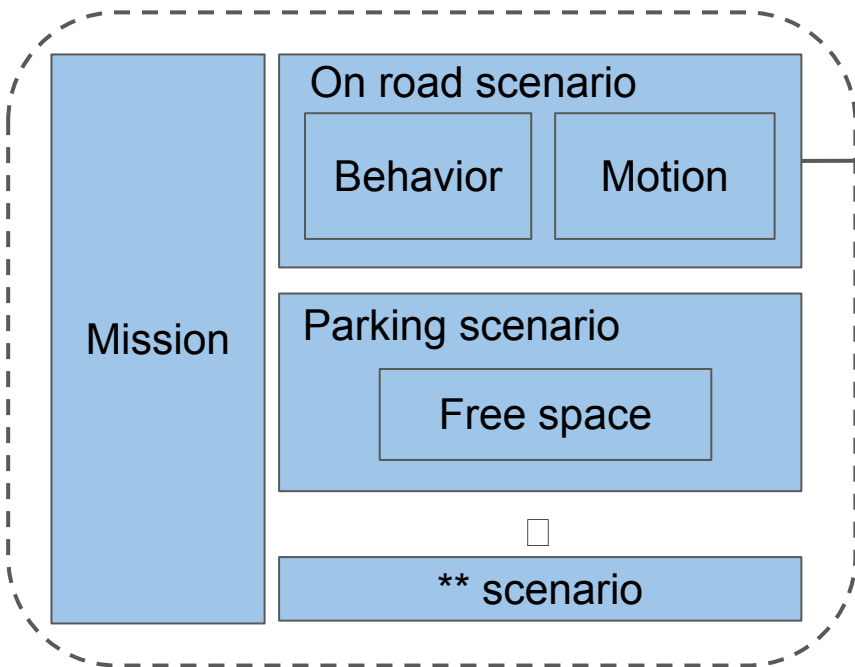 Mission
On road scenario
Behavior
Motion
Parking scenario
Free space
** scenario